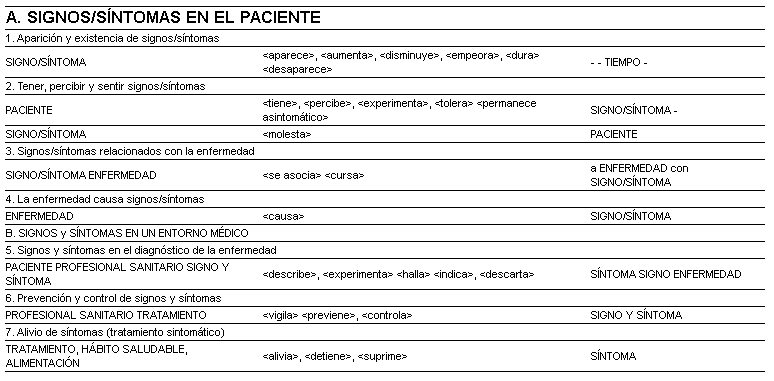 A. SIGNOS/SÍNTOMAS EN EL PACIENTE
1. Aparición y existencia de signos/síntomas
SIGNO/SÍNTOMA <aparece>, <aumenta>, <disminuye>, <empeora>, <dura> <desaparece> - - TIEMPO -
2. Tener, percibir y sentir signos/síntomas
PACIENTE <tiene>, <percibe>, <experimenta>, <tolera> <permanece asintomático> SIGNO/SÍNTOMA -
SIGNO/SÍNTOMA <molesta> PACIENTE
3. Signos/síntomas relacionados con la enfermedad
SIGNO/SÍNTOMA ENFERMEDAD <se asocia> <cursa> a ENFERMEDAD con SIGNO/SÍNTOMA
4. La enfermedad causa signos/síntomas
ENFERMEDAD <causa> SIGNO/SÍNTOMA
B. SIGNOS y SÍNTOMAS EN UN ENTORNO MÉDICO
5. Signos y síntomas en el diagnóstico de la enfermedad
PACIENTE PROFESIONAL SANITARIO SIGNO Y SÍNTOMA <describe>, <experimenta> <halla> <indica>, <descarta> SÍNTOMA SIGNO ENFERMEDAD
6. Prevención y control de signos y síntomas
PROFESIONAL SANITARIO TRATAMIENTO <vigila> <previene>, <controla> SIGNO Y SÍNTOMA
7. Alivio de síntomas (tratamiento sintomático)
TRATAMIENTO, HÁBITO SALUDABLE, ALIMENTACIÓN <alivia>, <detiene>, <suprime> SÍNTOMA